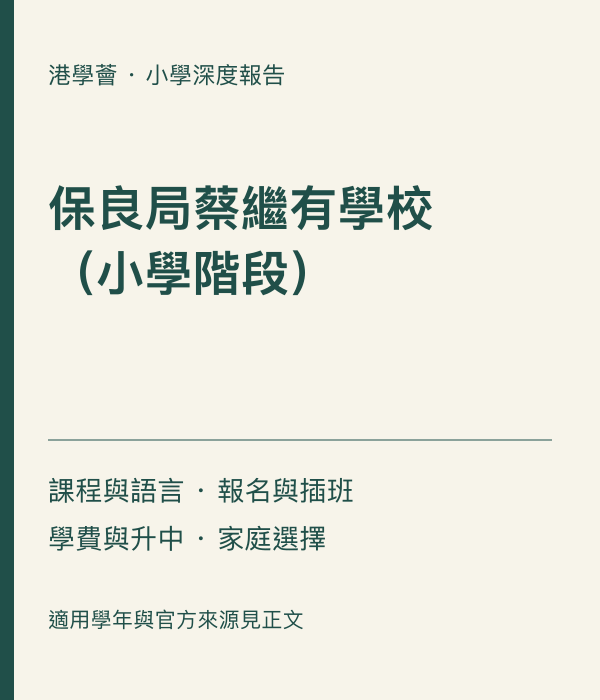 港學薈 · 小學深度報告
保良局蔡繼有學校
（小學階段）
課程與語言 · 報名與插班
學費與升中 · 家庭選擇
適用學年與官方來源見正文